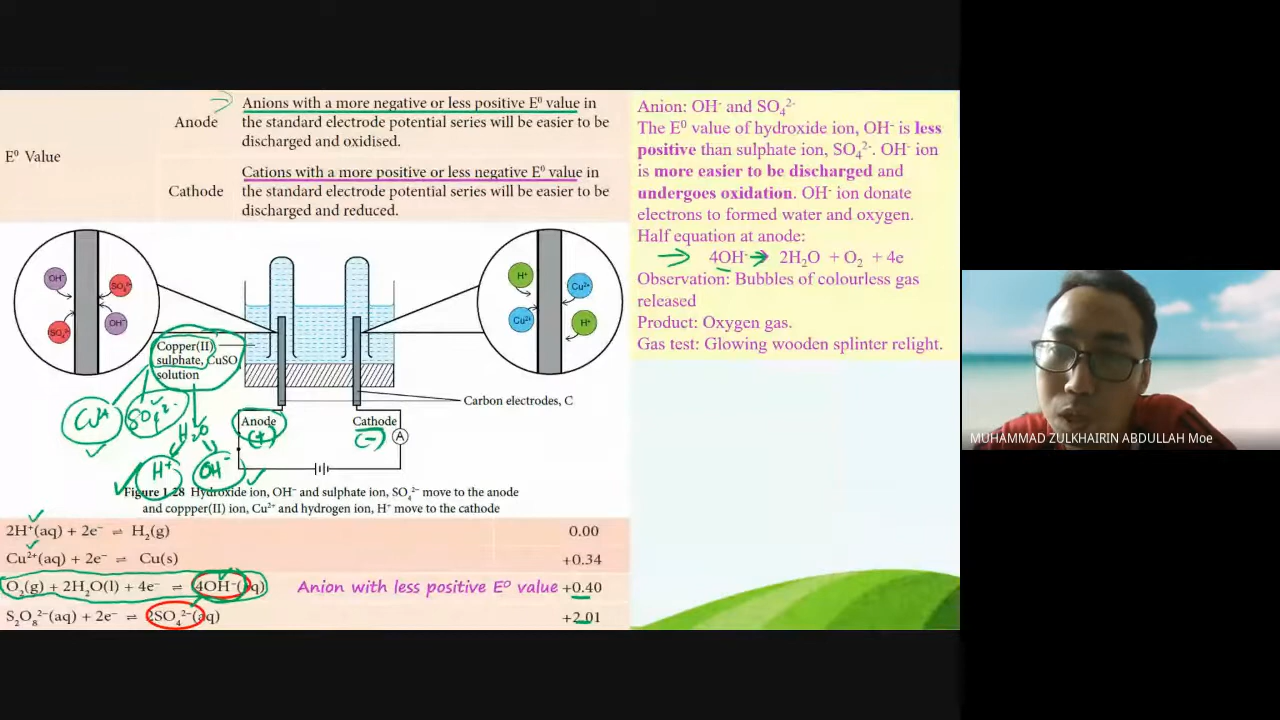 Anions with a more negative or less positive E⁰ value in
Anode
the standard electrode potential series will be easier to be
discharged and oxidised.
E⁰ Value
Cations with a more positive or less negative E⁰ value in
Cathode
the standard electrode potential series will be easier to be
discharged and reduced.
OH⁻
SO₄²⁻
SO₄²⁻
OH⁻
H⁺
Cu²⁺
Cu²⁺
H⁺
Copper(II)
sulphate, CuSO
solution
Carbon electrodes, C
SO₄²⁻
H₂O
H⁺
OH⁻
Anode
(+)
Cathode
(-)
A
Figure 1.28 Hydroxide ion, OH⁻ and sulphate ion, SO₄²⁻ move to the anode
and coppper(II) ion, Cu²⁺ and hydrogen ion, H⁺ move to the cathode
2H⁺(aq) + 2e⁻ ⇌ H₂(g) 0.00
Cu²⁺(aq) + 2e⁻ ⇌ Cu(s) +0.34
O₂(g) + 2H₂O(l) + 4e⁻ ⇌ 4OH⁻(aq) Anion with less positive E⁰ value +0.40
S₂O₈²⁻(aq) + 2e⁻ ⇌ 2SO₄²⁻(aq) +2.01
Anion: OH⁻ and SO₄²⁻
The E⁰ value of hydroxide ion, OH⁻ is less
positive than sulphate ion, SO₄²⁻. OH⁻ ion
is more easier to be discharged and
undergoes oxidation. OH⁻ ion donate
electrons to formed water and oxygen.
Half equation at anode:
4OH⁻ → 2H₂O + O₂ + 4e
Observation: Bubbles of colourless gas
released
Product: Oxygen gas.
Gas test: Glowing wooden splinter relight.
MUHAMMAD ZULKHAIRIN ABDULLAH Moe